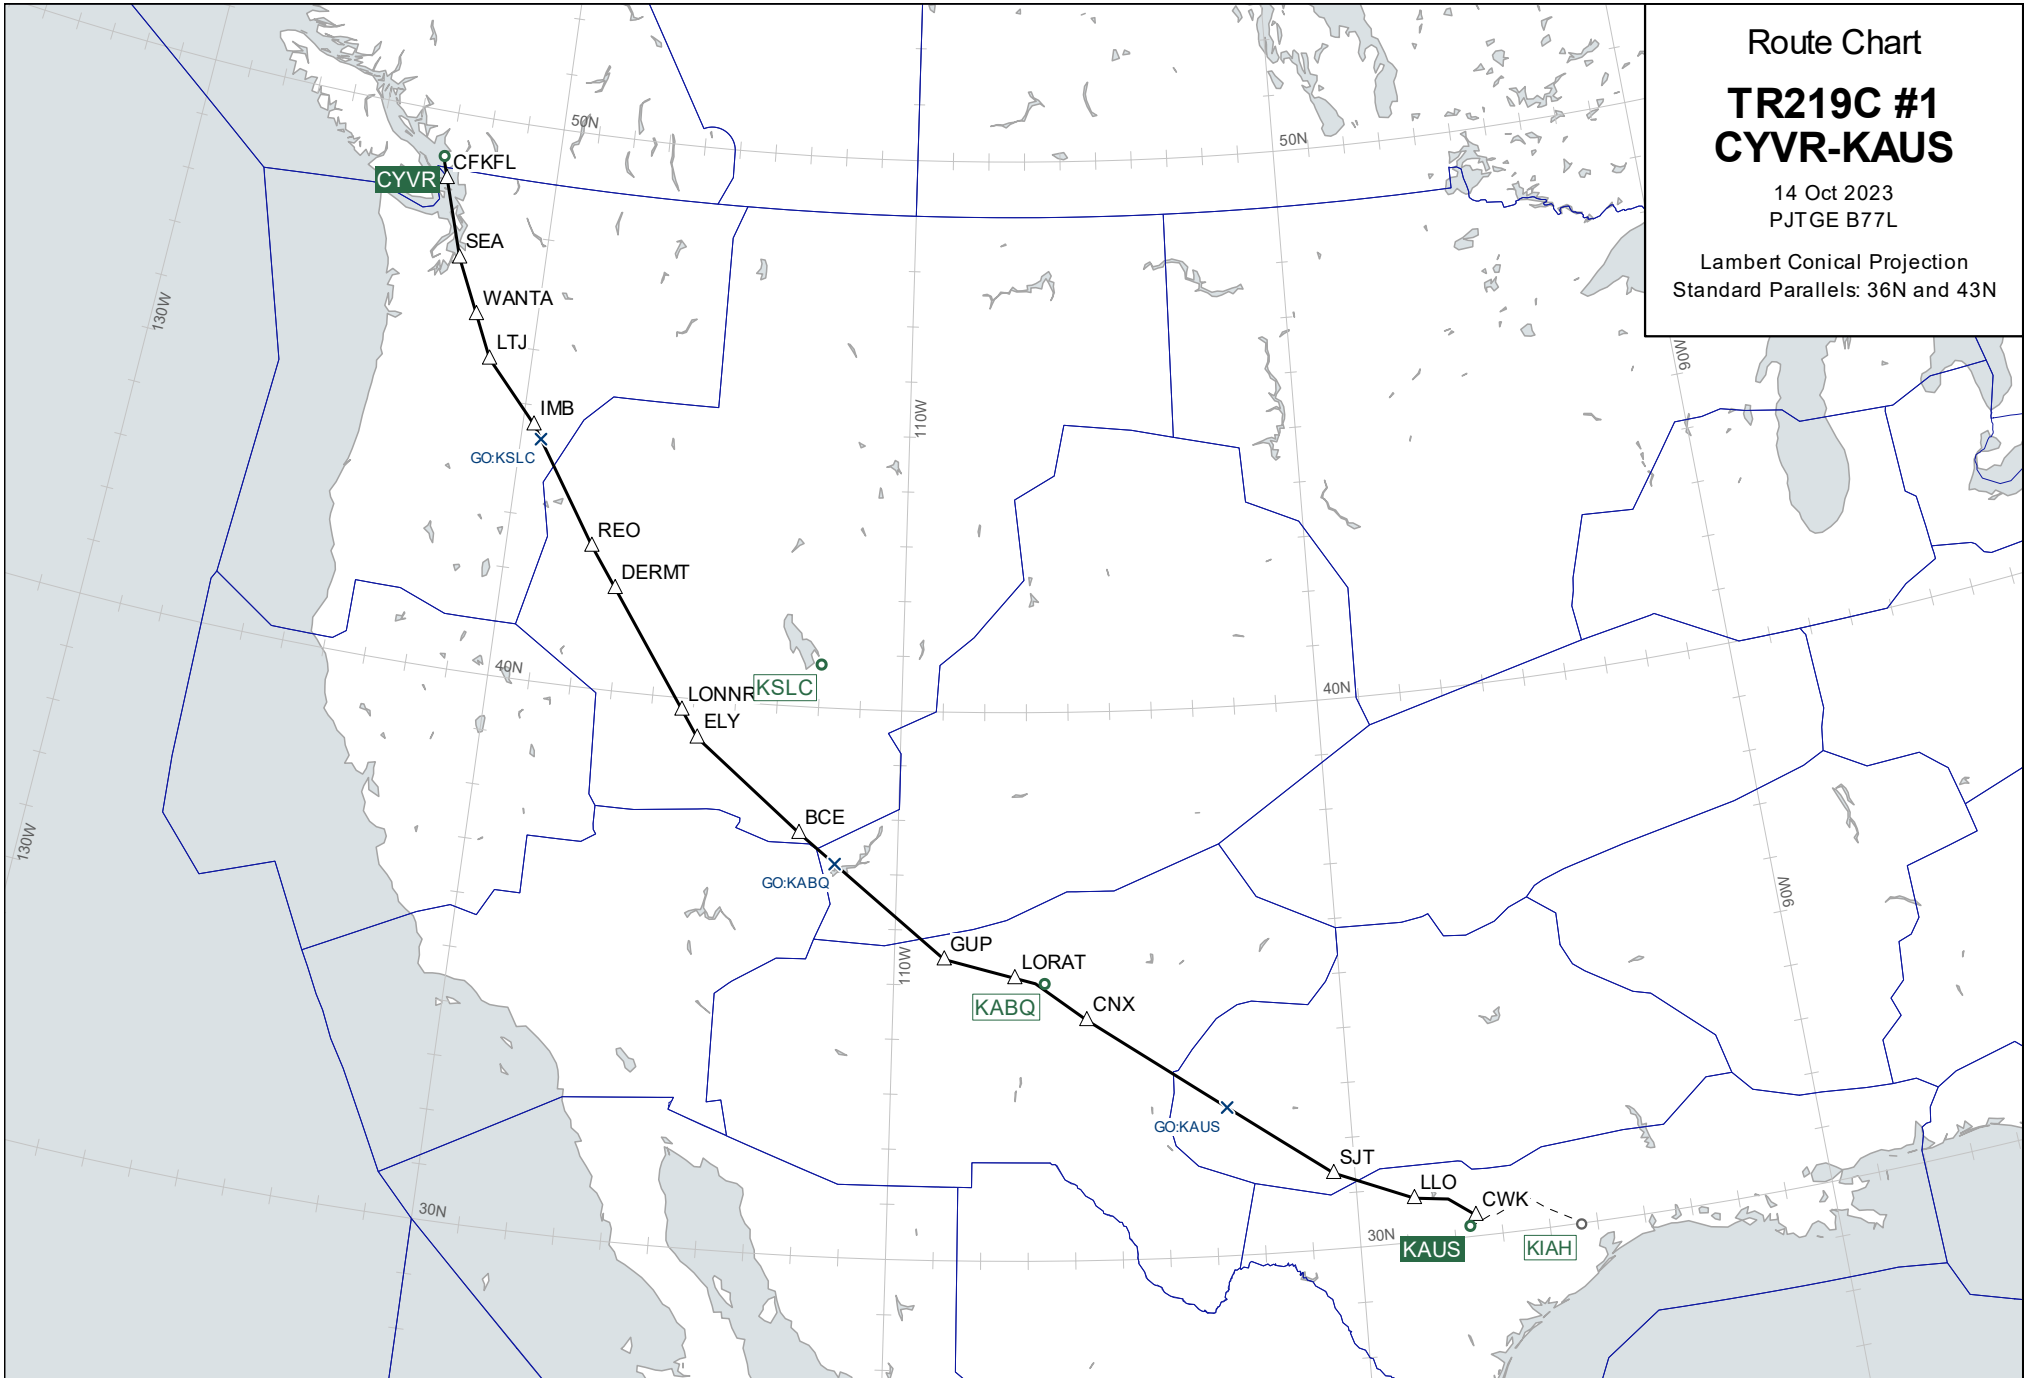 Route Chart
TR219C #1
CYVR-KAUS
14 Oct 2023
PJTGE B77L
Lambert Conical Projection
Standard Parallels: 36N and 43N
50N
50N
CFKFL
CYVR
SEA
WANTA
130W
LTJ
90W
IMB
110W
GO:KSLC
REO
DERMT
40N
KSLC
40N
LONNR
ELY
BCE
130W
GO:KABQ
90W
GUP
110W
LORAT
KABQ
CNX
GO:KAUS
SJT
LLO
CWK
30N
30N
KAUS
KIAH